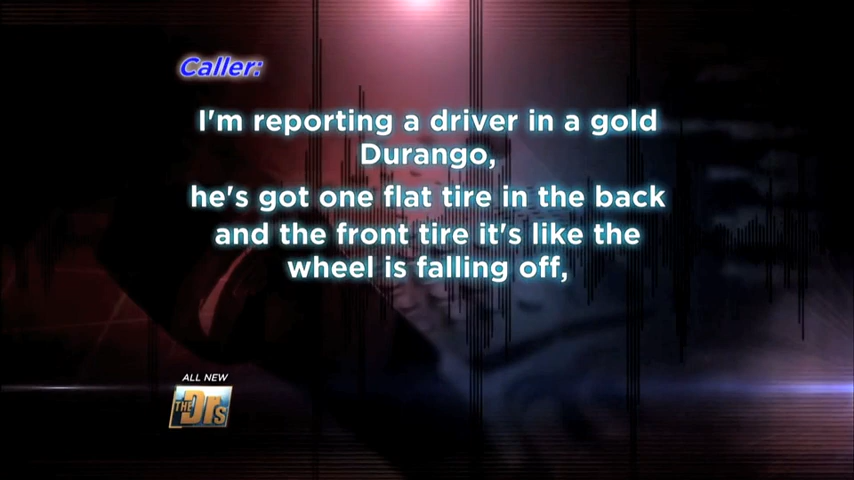 Caller:
I'm reporting a driver in a gold
Durango,
he's got one flat tire in the back
and the front tire it's like the
wheel is falling off,
ALL NEW
THE Drs